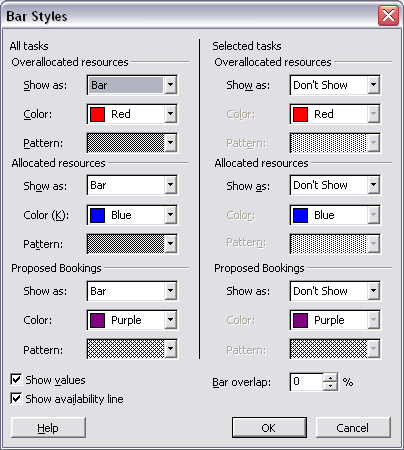 Bar Styles
All tasks
Overallocated resources
Show as: Bar
Color: Red
Pattern:
Allocated resources
Show as: Bar
Color (K): Blue
Pattern:
Proposed Bookings
Show as: Bar
Color: Purple
Pattern:
Selected tasks
Overallocated resources
Show as: Don't Show
Color: Red
Pattern:
Allocated resources
Show as: Don't Show
Color: Blue
Pattern:
Proposed Bookings
Show as: Don't Show
Color: Purple
Pattern:
Show values
Show availability line
Bar overlap: 0 %
Help
OK
Cancel